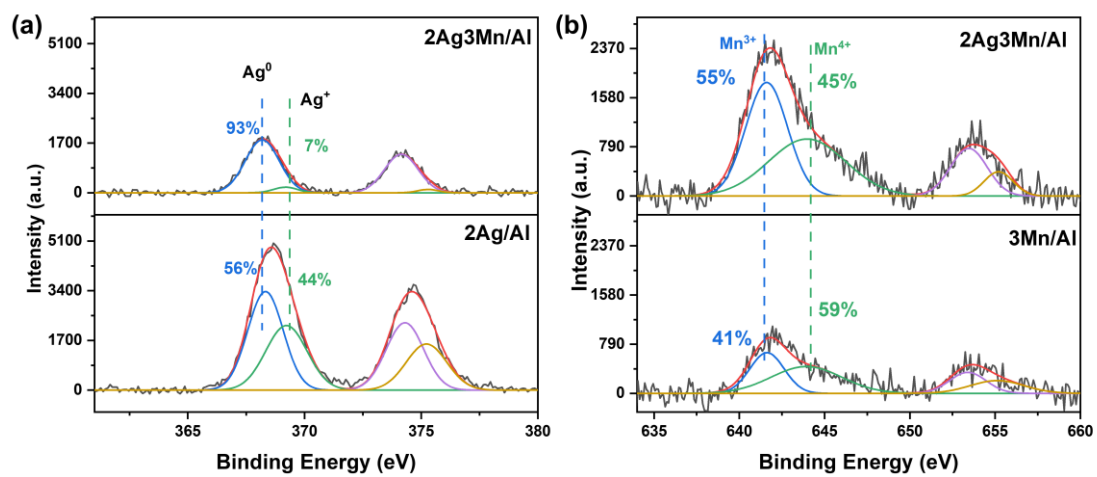 (a)
2Ag3Mn/Al
5100
3400
1700
0
Ag⁰
Ag⁺
93%
7%
2Ag/Al
5100
3400
1700
0
56%
44%
Intensity (a.u.)
365 370 375 380
Binding Energy (eV)
(b)
2Ag3Mn/Al
2370
1580
790
0
Mn³⁺
Mn⁴⁺
55%
45%
3Mn/Al
2370
1580
790
0
41%
59%
Intensity (a.u.)
635 640 645 650 655 660
Binding Energy (eV)